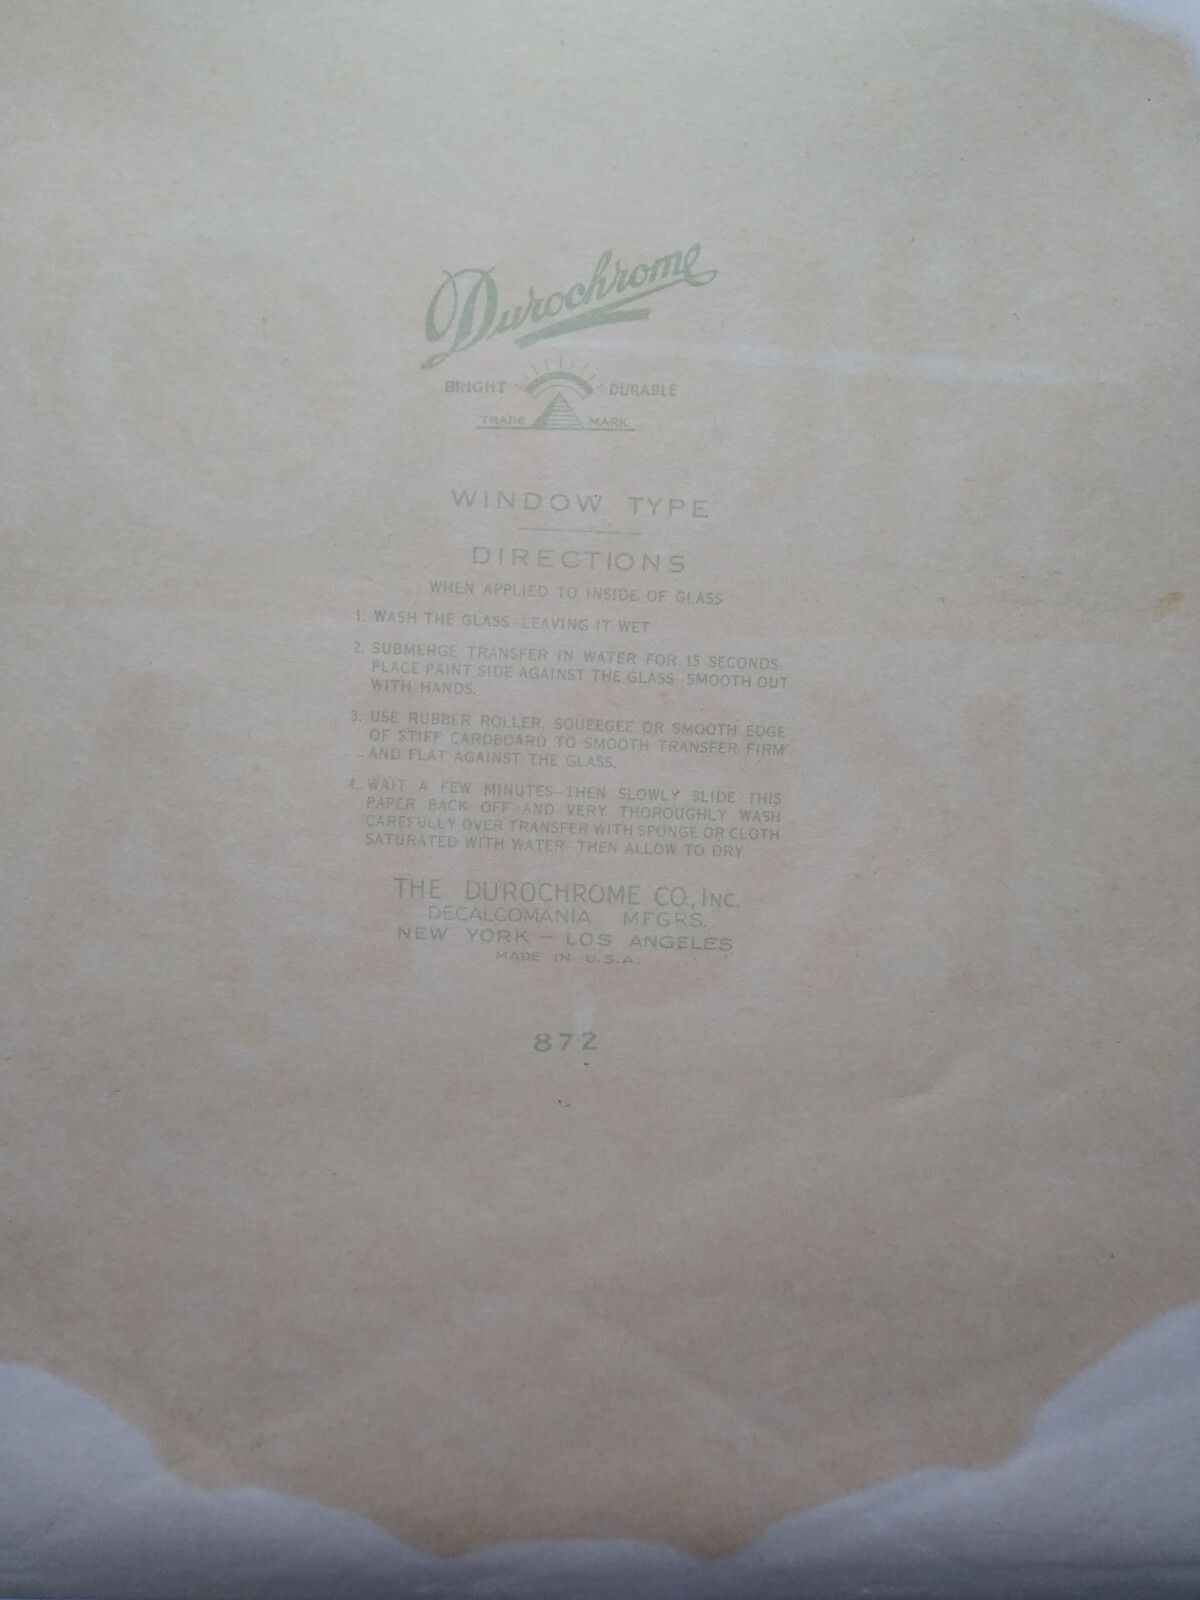 Durochrome
BRIGHT DURABLE
TRADE MARK
WINDOW TYPE
DIRECTIONS
WHEN APPLIED TO INSIDE OF GLASS
1. WASH THE GLASS-LEAVING IT WET
2. SUBMERGE TRANSFER IN WATER FOR 15 SECONDS-
PLACE PAINT SIDE AGAINST THE GLASS-SMOOTH OUT
WITH HANDS.
3. USE RUBBER ROLLER, SQUEEGEE OR SMOOTH EDGE
OF STIFF CARDBOARD TO SMOOTH TRANSFER FIRM
AND FLAT AGAINST THE GLASS.
4. WAIT A FEW MINUTES-THEN SLOWLY SLIDE THIS
PAPER BACK OFF-AND VERY THOROUGHLY WASH
CAREFULLY OVER TRANSFER WITH SPONGE OR CLOTH
SATURATED WITH WATER-THEN ALLOW TO DRY
THE DUROCHROME CO., INC.
DECALCOMANIA MFGRS.
NEW YORK - LOS ANGELES
MADE IN U.S.A.
872